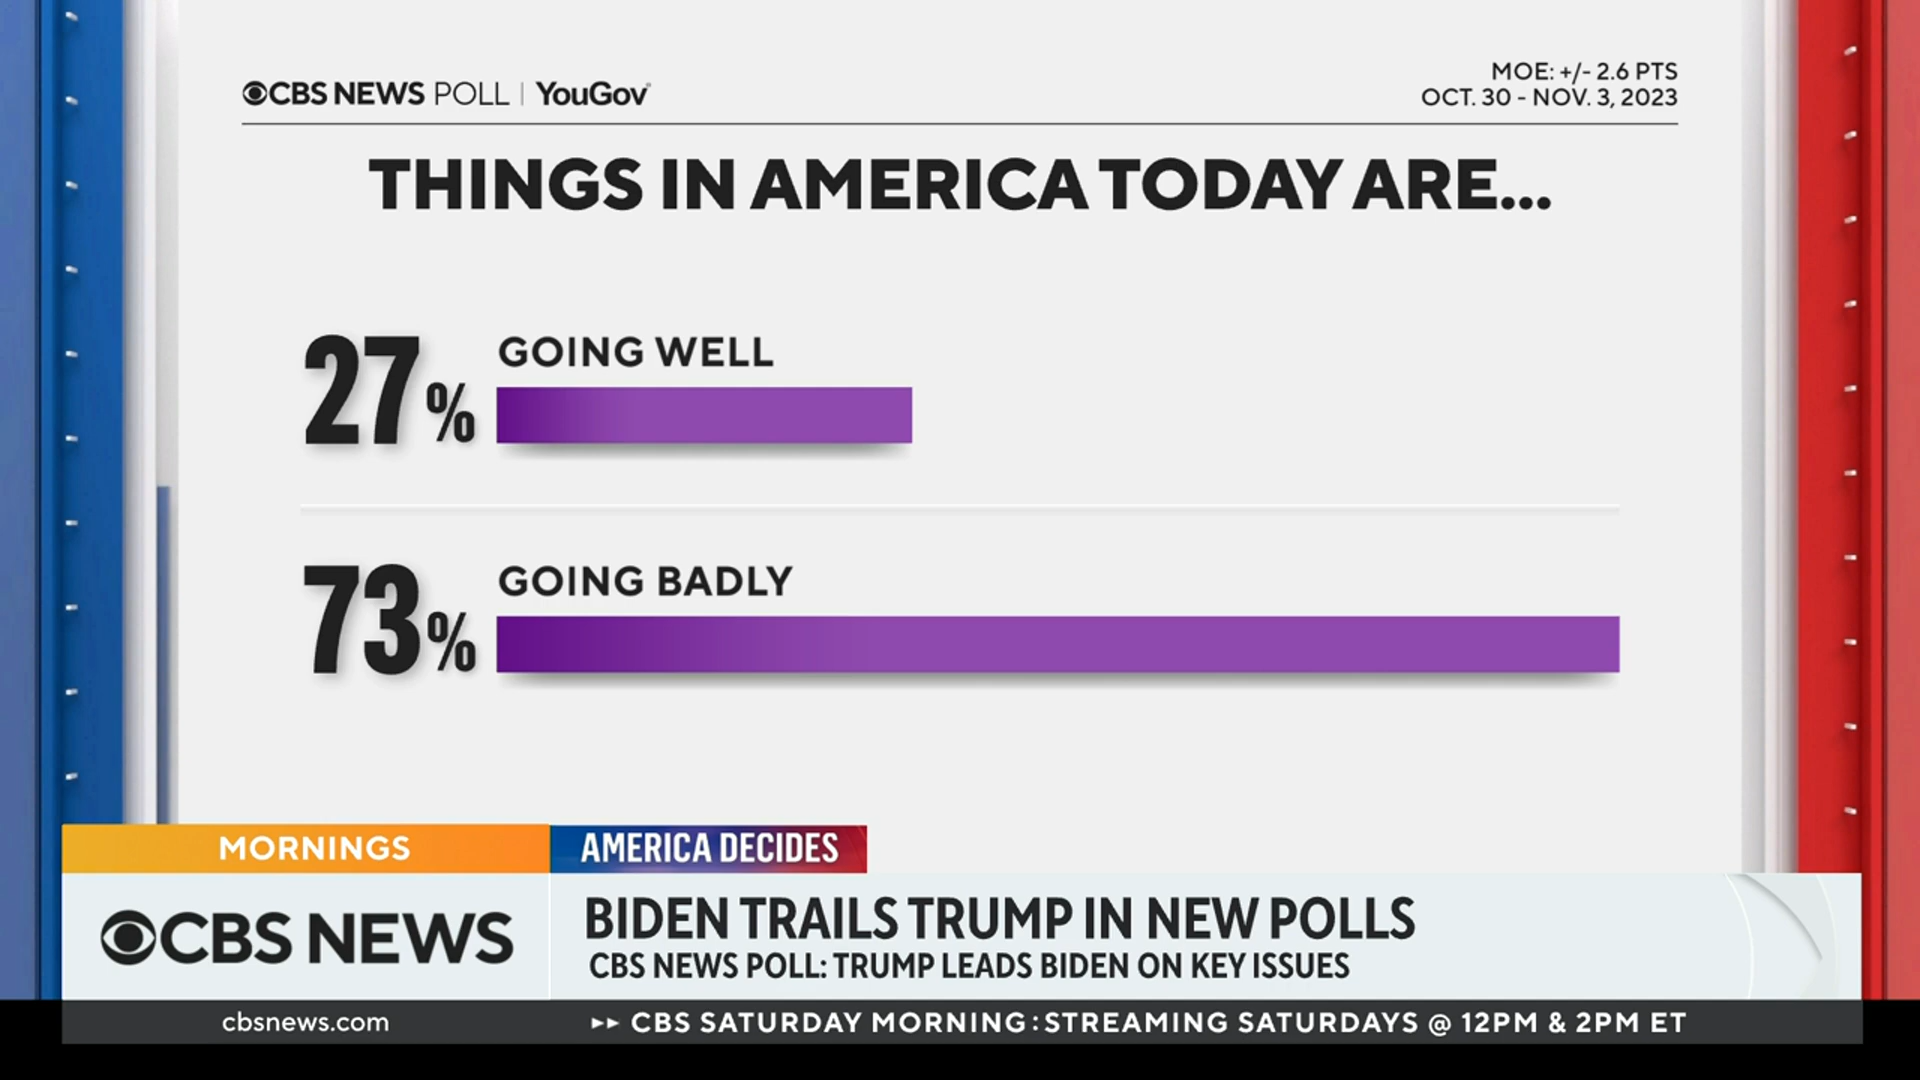 CBS NEWS POLL | YouGov
MOE: +/- 2.6 PTS
OCT. 30 - NOV. 3, 2023
THINGS IN AMERICA TODAY ARE...
27% GOING WELL
73% GOING BADLY
MORNINGS
AMERICA DECIDES
CBS NEWS
BIDEN TRAILS TRUMP IN NEW POLLS
CBS NEWS POLL: TRUMP LEADS BIDEN ON KEY ISSUES
cbsnews.com
CBS SATURDAY MORNING: STREAMING SATURDAYS @ 12PM & 2PM ET